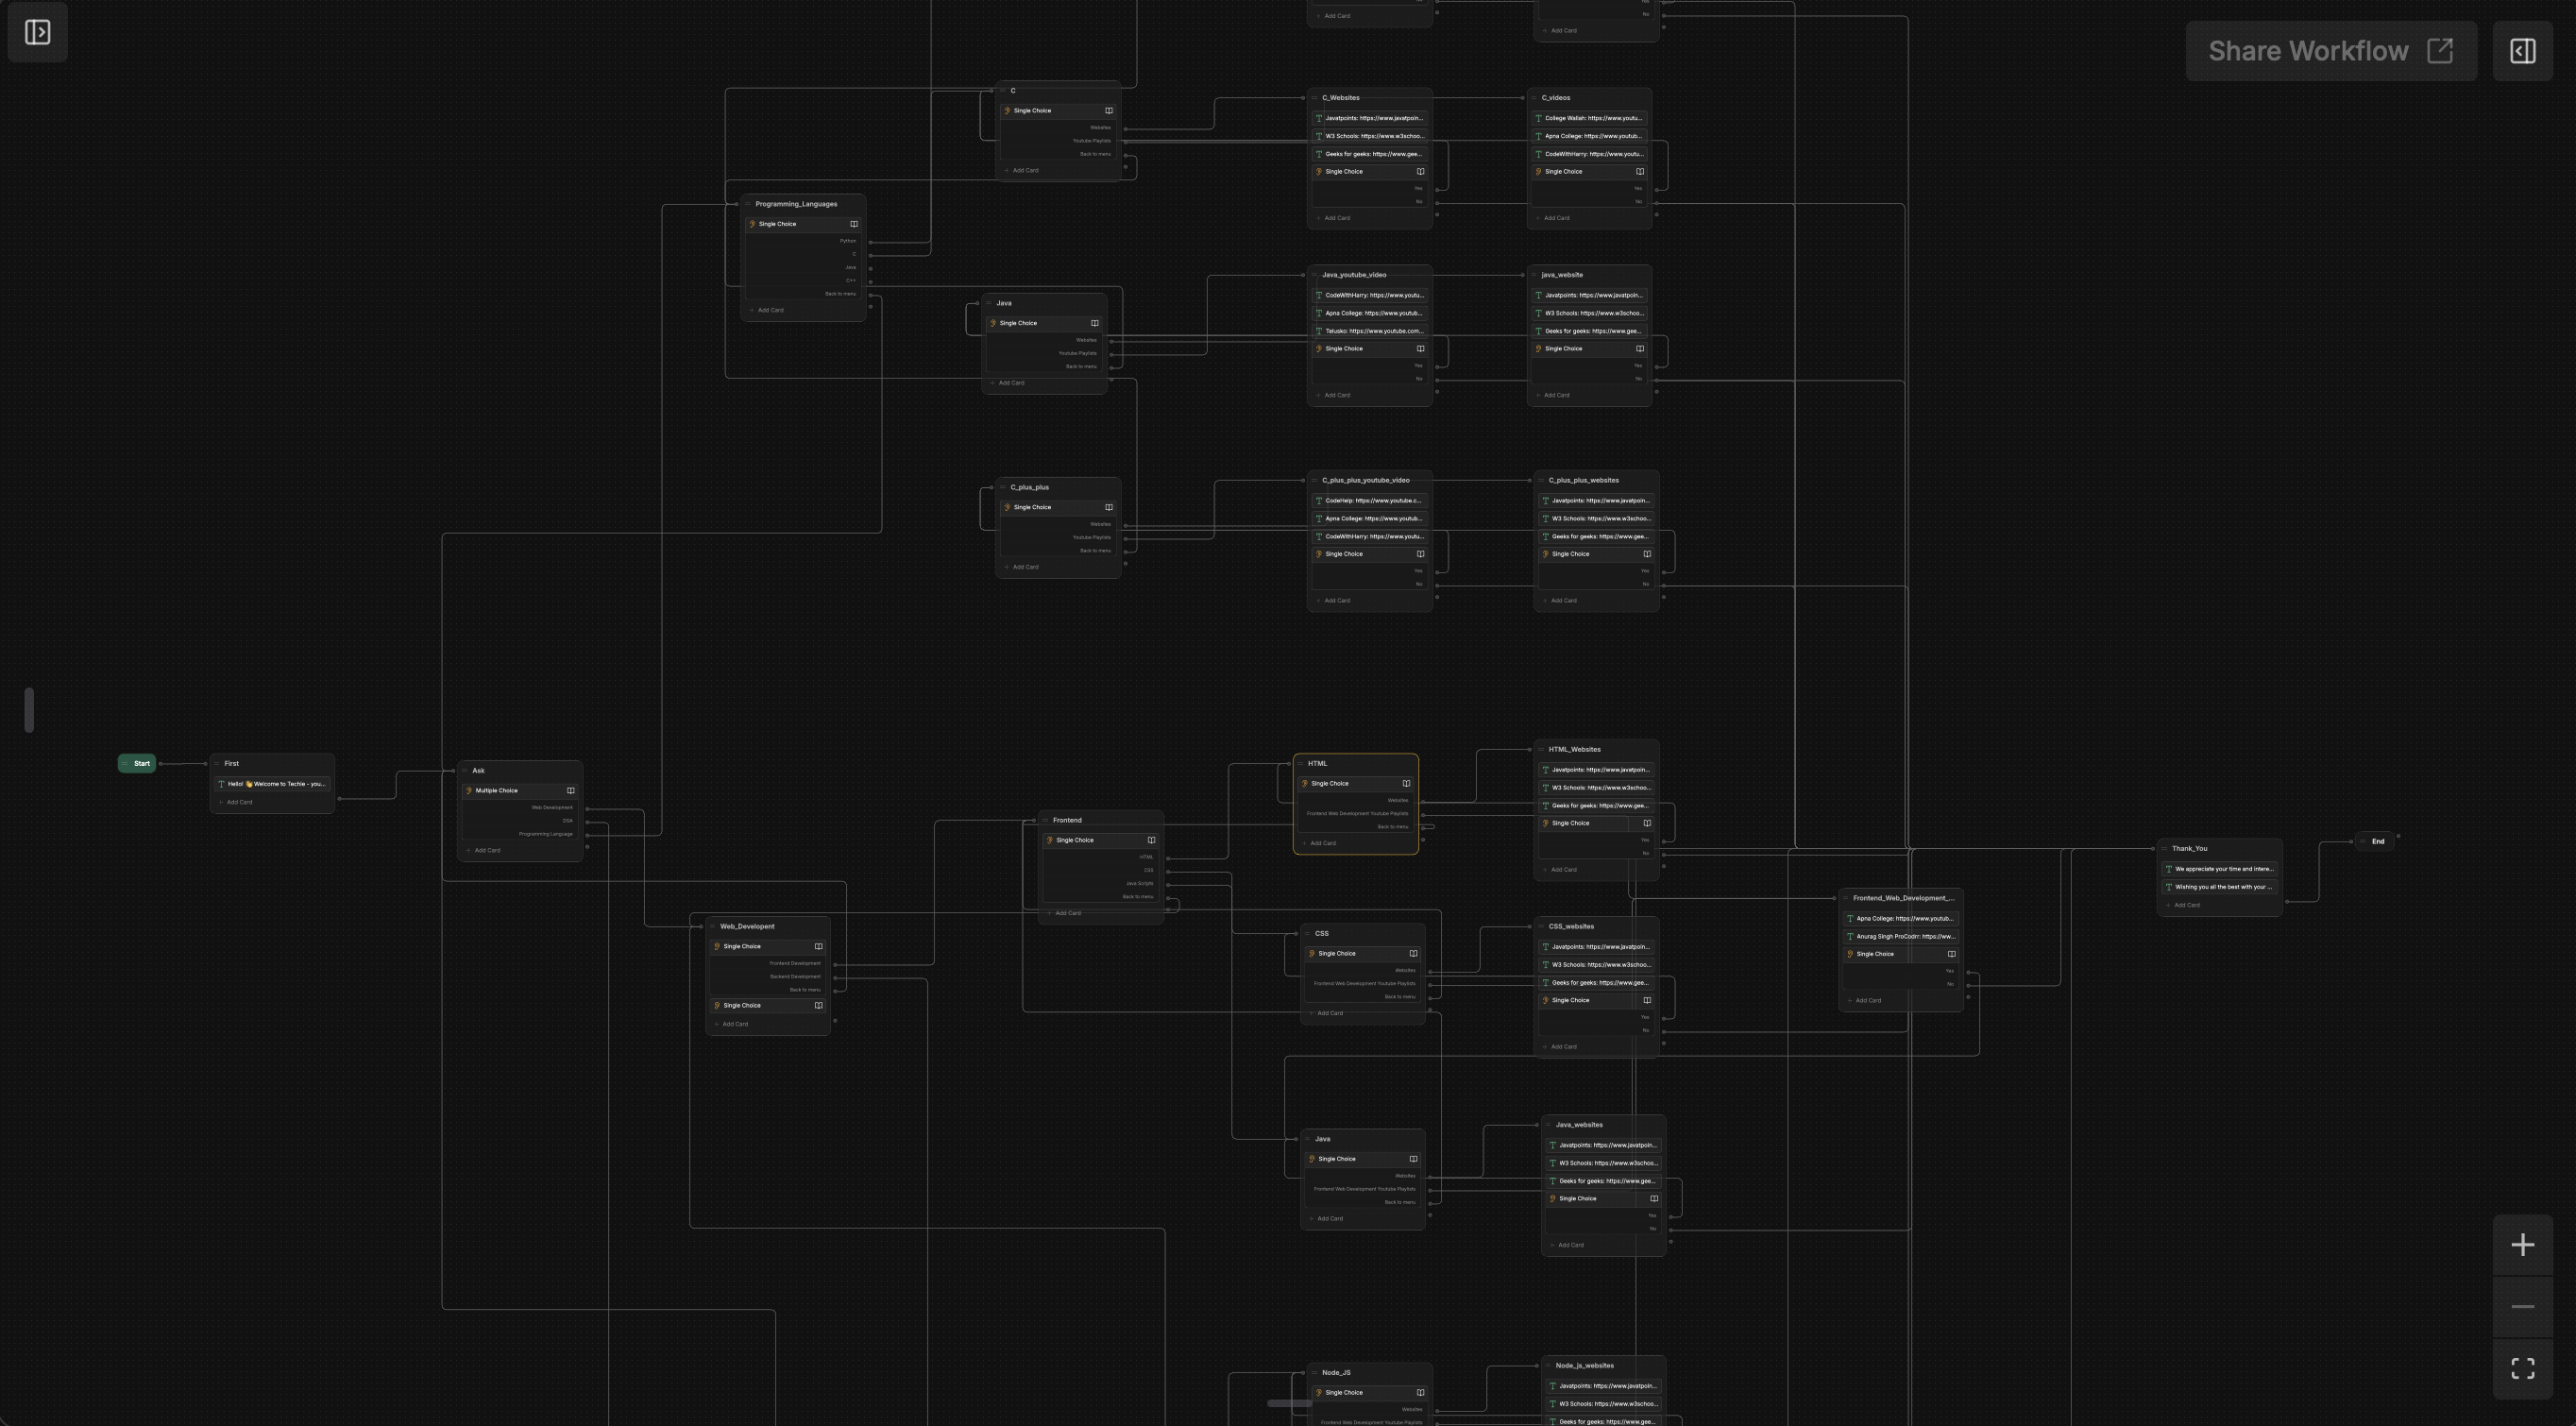 Share Workflow
+ Add Card
No
+ Add Card
C
Single Choice
Websites
Youtube Playlists
Back to menu
+ Add Card
C_Websites
Javatpoints: https://www.javatpoin...
W3 Schools: https://www.w3schoo...
Geeks for geeks: https://www.gee...
Single Choice
Yes
No
+ Add Card
C_videos
College Wallah: https://www.youtu...
Apna College: https://www.youtub...
CodeWithHarry: https://www.youtu...
Single Choice
Yes
No
+ Add Card
Programming_Languages
Single Choice
Python
C
Java
C++
Back to menu
+ Add Card
Java
Single Choice
Websites
Youtube Playlists
Back to menu
+ Add Card
Java_youtube_video
CodeWithHarry: https://www.youtu...
Apna College: https://www.youtub...
Telusko: https://www.youtube.com...
Single Choice
Yes
No
+ Add Card
java_website
Javatpoints: https://www.javatpoin...
W3 Schools: https://www.w3schoo...
Geeks for geeks: https://www.gee...
Single Choice
Yes
No
+ Add Card
C_plus_plus
Single Choice
Websites
Youtube Playlists
Back to menu
+ Add Card
C_plus_plus_youtube_video
CodeHelp: https://www.youtube.c...
Apna College: https://www.youtub...
CodeWithHarry: https://www.youtu...
Single Choice
Yes
No
+ Add Card
C_plus_plus_websites
Javatpoints: https://www.javatpoin...
W3 Schools: https://www.w3schoo...
Geeks for geeks: https://www.gee...
Single Choice
Yes
No
+ Add Card
Start
First
Hello! 👋 Welcome to Techie - you...
+ Add Card
Ask
Multiple Choice
Web Development
DSA
Programming Language
+ Add Card
Web_Developent
Single Choice
Frontend Development
Backend Development
Back to menu
Single Choice
+ Add Card
Frontend
Single Choice
HTML
CSS
Java Scripts
Back to menu
+ Add Card
HTML
Single Choice
Websites
Frontend Web Development Youtube Playlists
Back to menu
+ Add Card
HTML_Websites
Javatpoints: https://www.javatpoin...
W3 Schools: https://www.w3schoo...
Geeks for geeks: https://www.gee...
Single Choice
Yes
No
+ Add Card
CSS
Single Choice
Websites
Frontend Web Development Youtube Playlists
Back to menu
+ Add Card
CSS_websites
Javatpoints: https://www.javatpoin...
W3 Schools: https://www.w3schoo...
Geeks for geeks: https://www.gee...
Single Choice
Yes
No
+ Add Card
Frontend_Web_Development_...
Apna College: https://www.youtub...
Anurag Singh ProCodrr: https://ww...
Single Choice
Yes
No
+ Add Card
Thank_You
We appreciate your time and intere...
Wishing you all the best with your ...
+ Add Card
End
Java
Single Choice
Websites
Frontend Web Development Youtube Playlists
Back to menu
+ Add Card
Java_websites
Javatpoints: https://www.javatpoin...
W3 Schools: https://www.w3schoo...
Geeks for geeks: https://www.gee...
Single Choice
Yes
No
+ Add Card
Node_JS
Single Choice
Websites
Frontend Web Development Youtube Playlists
Node_js_websites
Javatpoints: https://www.javatpoin...
W3 Schools: https://www.w3schoo...
Geeks for geeks: https://www.gee...